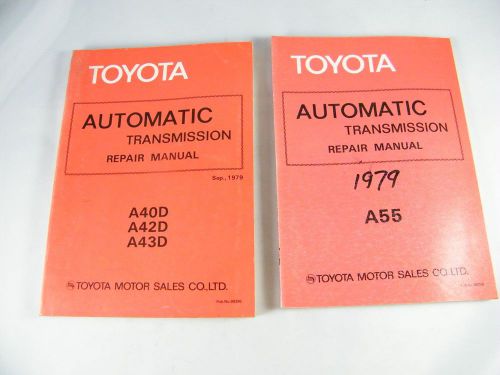 TOYOTA
AUTOMATIC
TRANSMISSION
REPAIR MANUAL
Sep., 1979
A40D
A42D
A43D
TOYOTA MOTOR SALES CO.,LTD.
TOYOTA
AUTOMATIC
TRANSMISSION
REPAIR MANUAL
1979
A55
TOYOTA MOTOR SALES CO.,LTD.